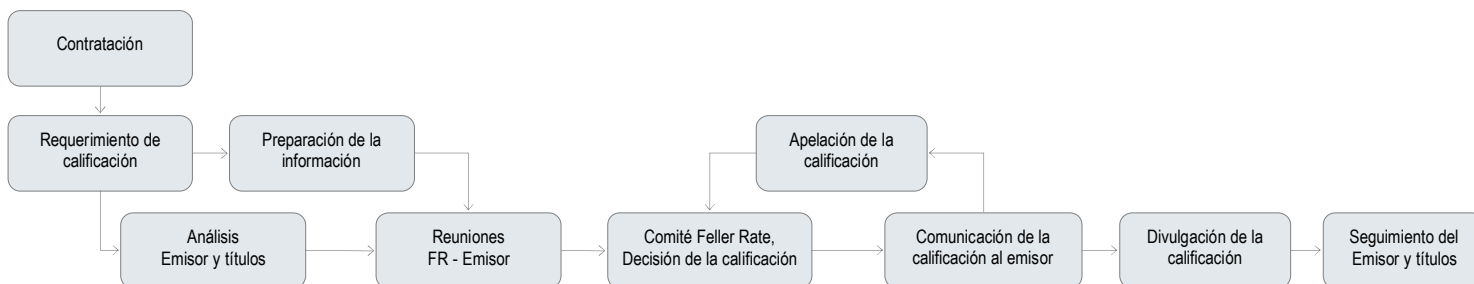 Contratación
Requerimiento de
calificación
Preparación de la
información
Apelación de la
calificación
Análisis
Emisor y títulos
Reuniones
FR - Emisor
Comité Feller Rate,
Decisión de la calificación
Comunicación de la
calificación al emisor
Divulgación de la
calificación
Seguimiento del
Emisor y títulos